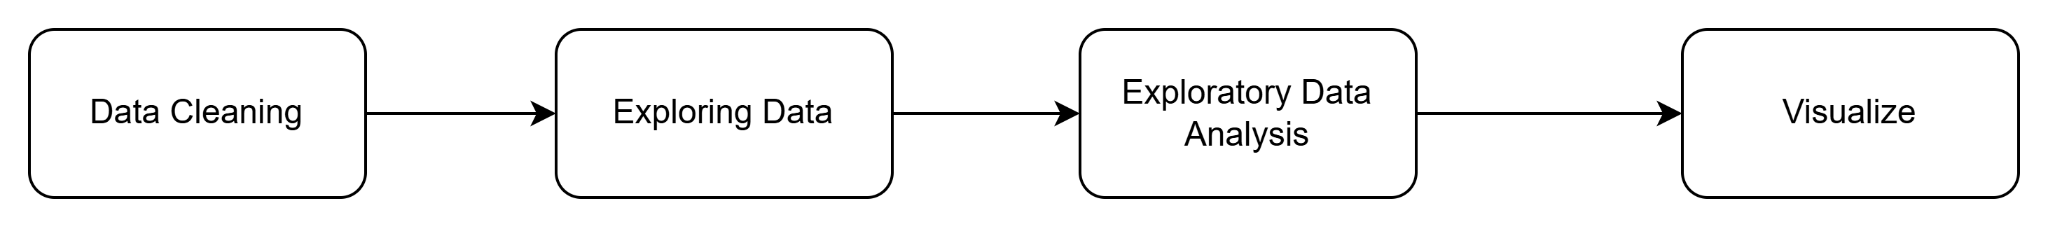 Data Cleaning
Exploring Data
Exploratory Data
Analysis
Visualize